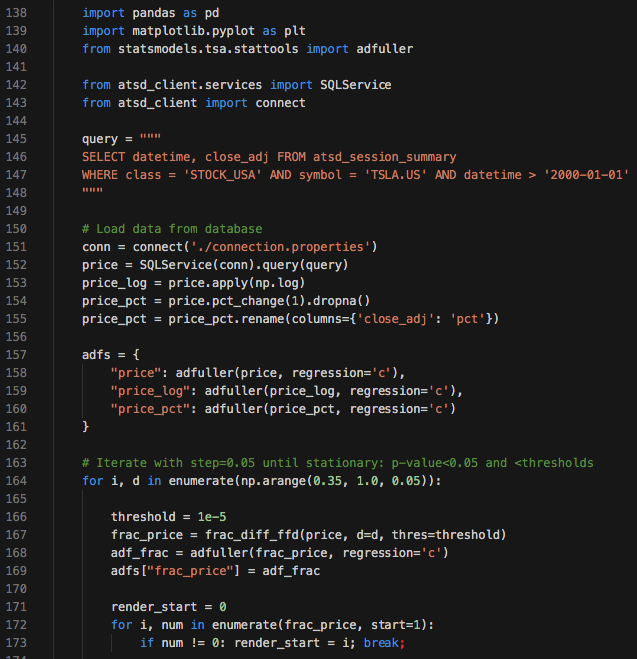 138 import pandas as pd
139 import matplotlib.pyplot as plt
140 from statsmodels.tsa.stattools import adfuller
141
142 from atsd_client.services import SQLService
143 from atsd_client import connect
144
145 query = """
146 SELECT datetime, close_adj FROM atsd_session_summary
147 WHERE class = 'STOCK_USA' AND symbol = 'TSLA.US' AND datetime > '2000-01-01'
148 """
149
150 # Load data from database
151 conn = connect('./connection.properties')
152 price = SQLService(conn).query(query)
153 price_log = price.apply(np.log)
154 price_pct = price.pct_change(1).dropna()
155 price_pct = price_pct.rename(columns={'close_adj': 'pct'})
156
157 adfs = {
158     "price": adfuller(price, regression='c'),
159     "price_log": adfuller(price_log, regression='c'),
160     "price_pct": adfuller(price_pct, regression='c')
161 }
162
163 # Iterate with step=0.05 until stationary: p-value<0.05 and <thresholds
164 for i, d in enumerate(np.arange(0.35, 1.0, 0.05)):
165
166     threshold = 1e-5
167     frac_price = frac_diff_ffd(price, d=d, thres=threshold)
168     adf_frac = adfuller(frac_price, regression='c')
169     adfs["frac_price"] = adf_frac
170
171     render_start = 0
172     for i, num in enumerate(frac_price, start=1):
173         if num != 0: render_start = i; break;